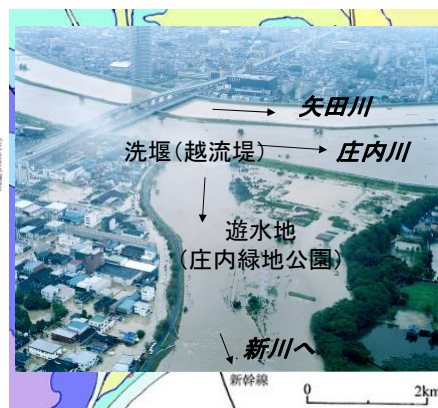 矢田川
洗堰(越流堤)
庄内川
遊水地
(庄内緑地公園)
新川へ
新幹線
0 2km